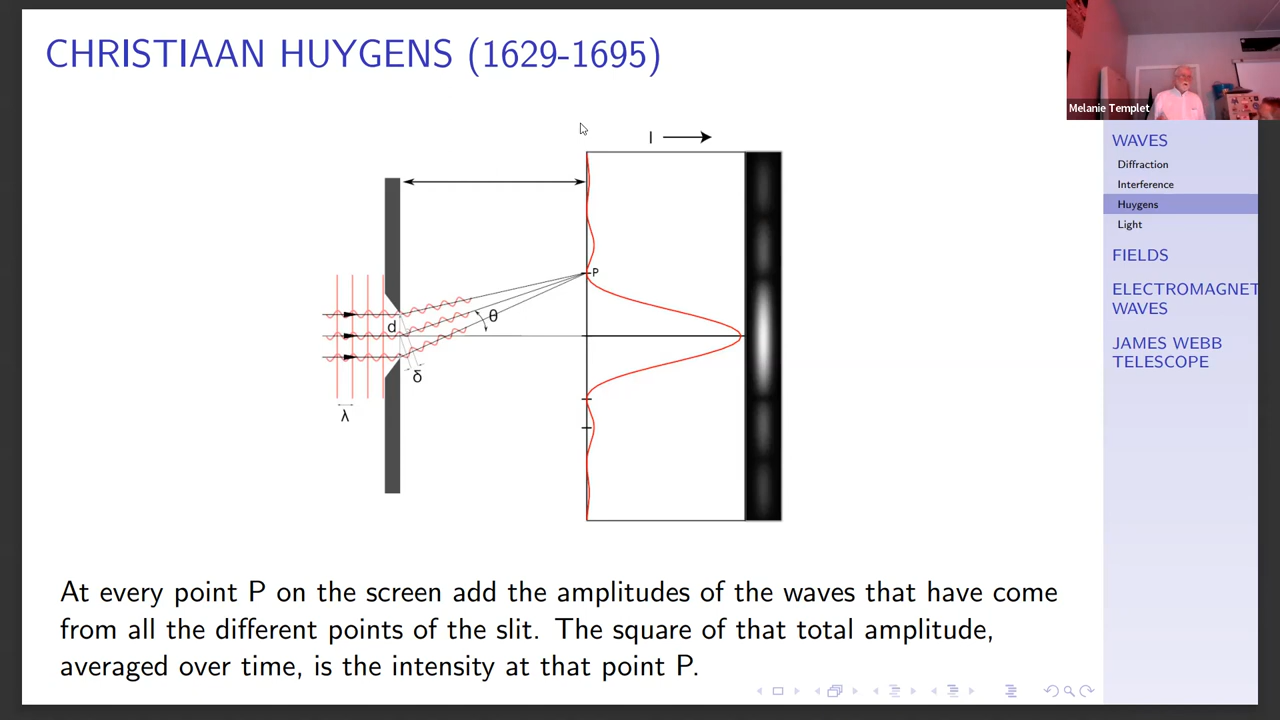 CHRISTIAAN HUYGENS (1629-1695)
I
P
d
θ
δ
λ
At every point P on the screen add the amplitudes of the waves that have come
from all the different points of the slit. The square of that total amplitude,
averaged over time, is the intensity at that point P.
Melanie Templet
WAVES
Diffraction
Interference
Huygens
Light
FIELDS
ELECTROMAGNET
WAVES
JAMES WEBB
TELESCOPE